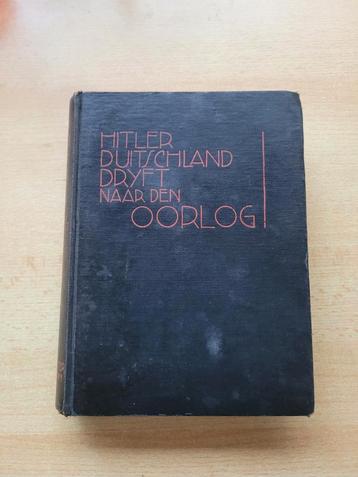 HITLER
DUITSCHLAND
DRYFT
NAAR DEN
OORLOG